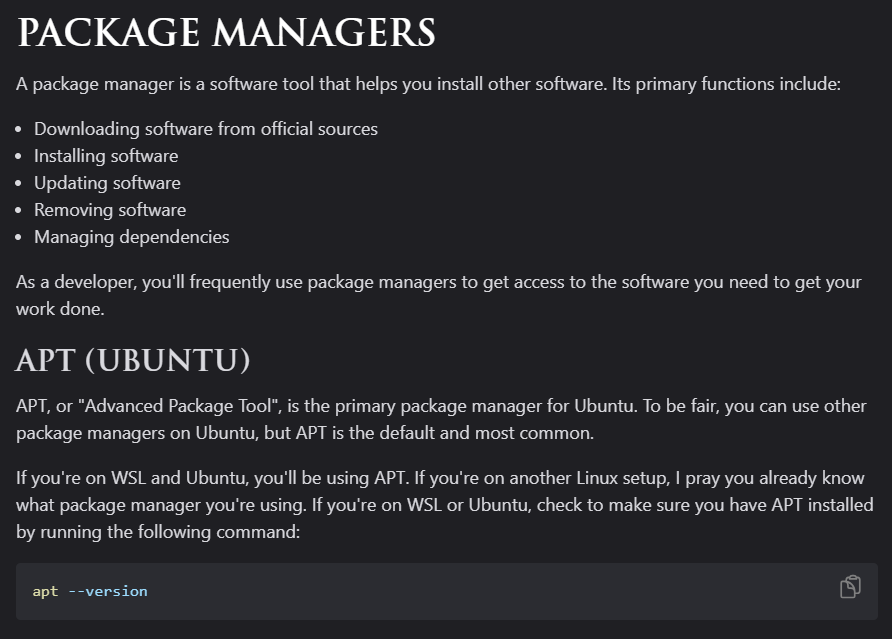 PACKAGE MANAGERS
A package manager is a software tool that helps you install other software. Its primary functions include:
• Downloading software from official sources
• Installing software
• Updating software
• Removing software
• Managing dependencies
As a developer, you'll frequently use package managers to get access to the software you need to get your
work done.
APT (UBUNTU)
APT, or "Advanced Package Tool", is the primary package manager for Ubuntu. To be fair, you can use other
package managers on Ubuntu, but APT is the default and most common.
If you're on WSL and Ubuntu, you'll be using APT. If you're on another Linux setup, I pray you already know
what package manager you're using. If you're on WSL or Ubuntu, check to make sure you have APT installed
by running the following command:
apt --version